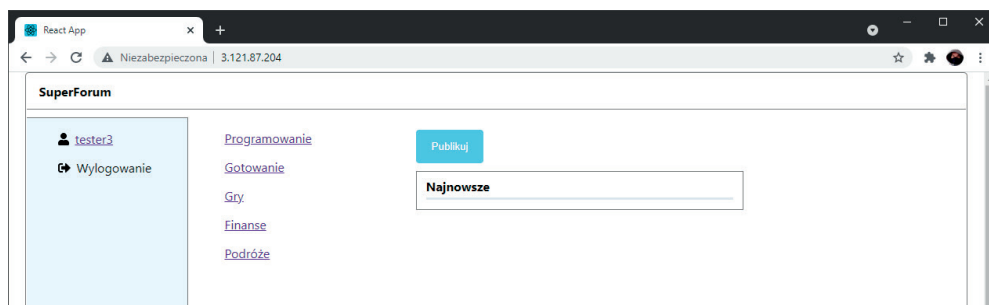 React App
Niezabezpieczona | 3.121.87.204
SuperForum
tester3
Wylogowanie
Programowanie
Gotowanie
Gry
Finanse
Podróże
Publikuj
Najnowsze